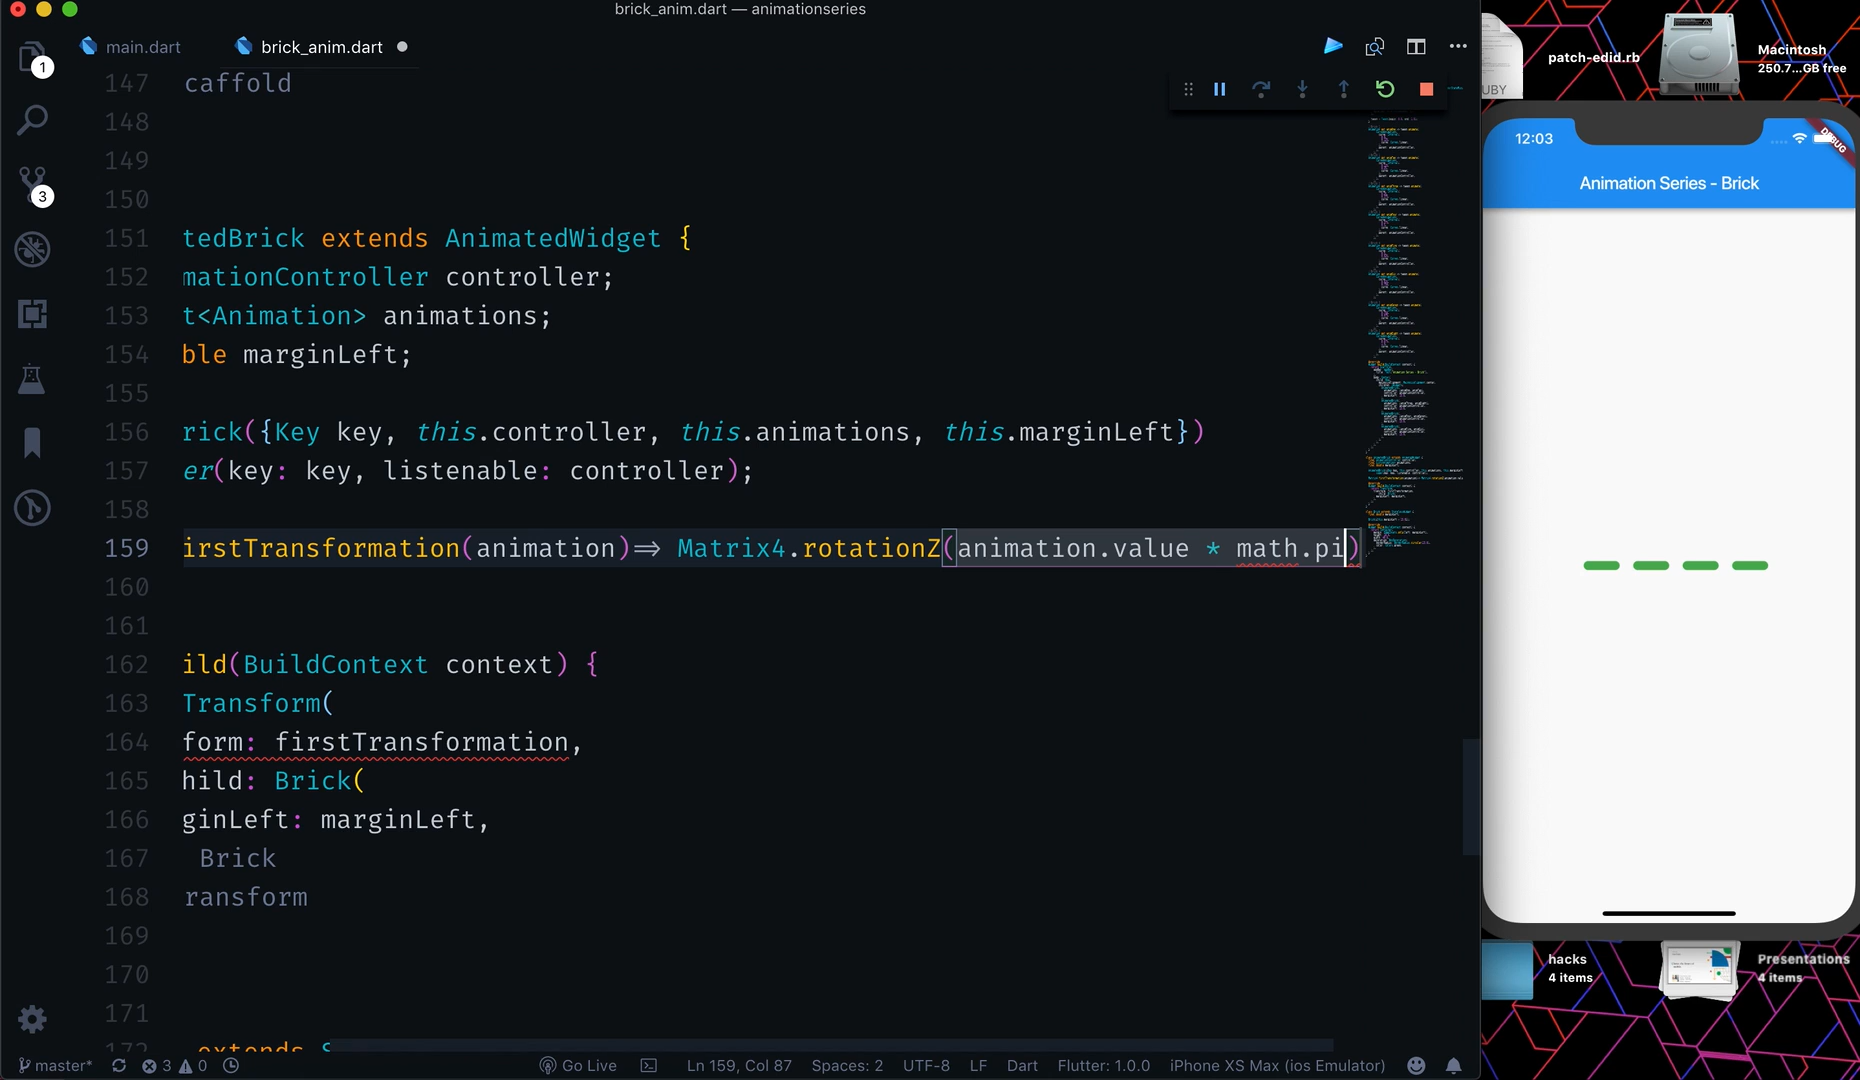 brick_anim.dart — animationseries
main.dart
brick_anim.dart
1
3
147 caffold
148
149
150
151 tedBrick extends AnimatedWidget {
152 mationController controller;
153 t<Animation> animations;
154 ble marginLeft;
155
156 rick({Key key, this.controller, this.animations, this.marginLeft})
157 er(key: key, listenable: controller);
158
159 irstTransformation(animation)=> Matrix4.rotationZ(animation.value * math.pi)
160
161
162 ild(BuildContext context) {
163 Transform(
164 form: firstTransformation,
165 hild: Brick(
166 ginLeft: marginLeft,
167 Brick
168 ransform
169
170
171
extends S
master* 3 0 Go Live Ln 159, Col 87 Spaces: 2 UTF-8 LF Dart Flutter: 1.0.0 iPhone XS Max (ios Emulator)
UBY
patch-edid.rb
Macintosh
250.7...GB free
12:03
DEBUG
Animation Series - Brick
hacks
4 items
Presentations
4 items